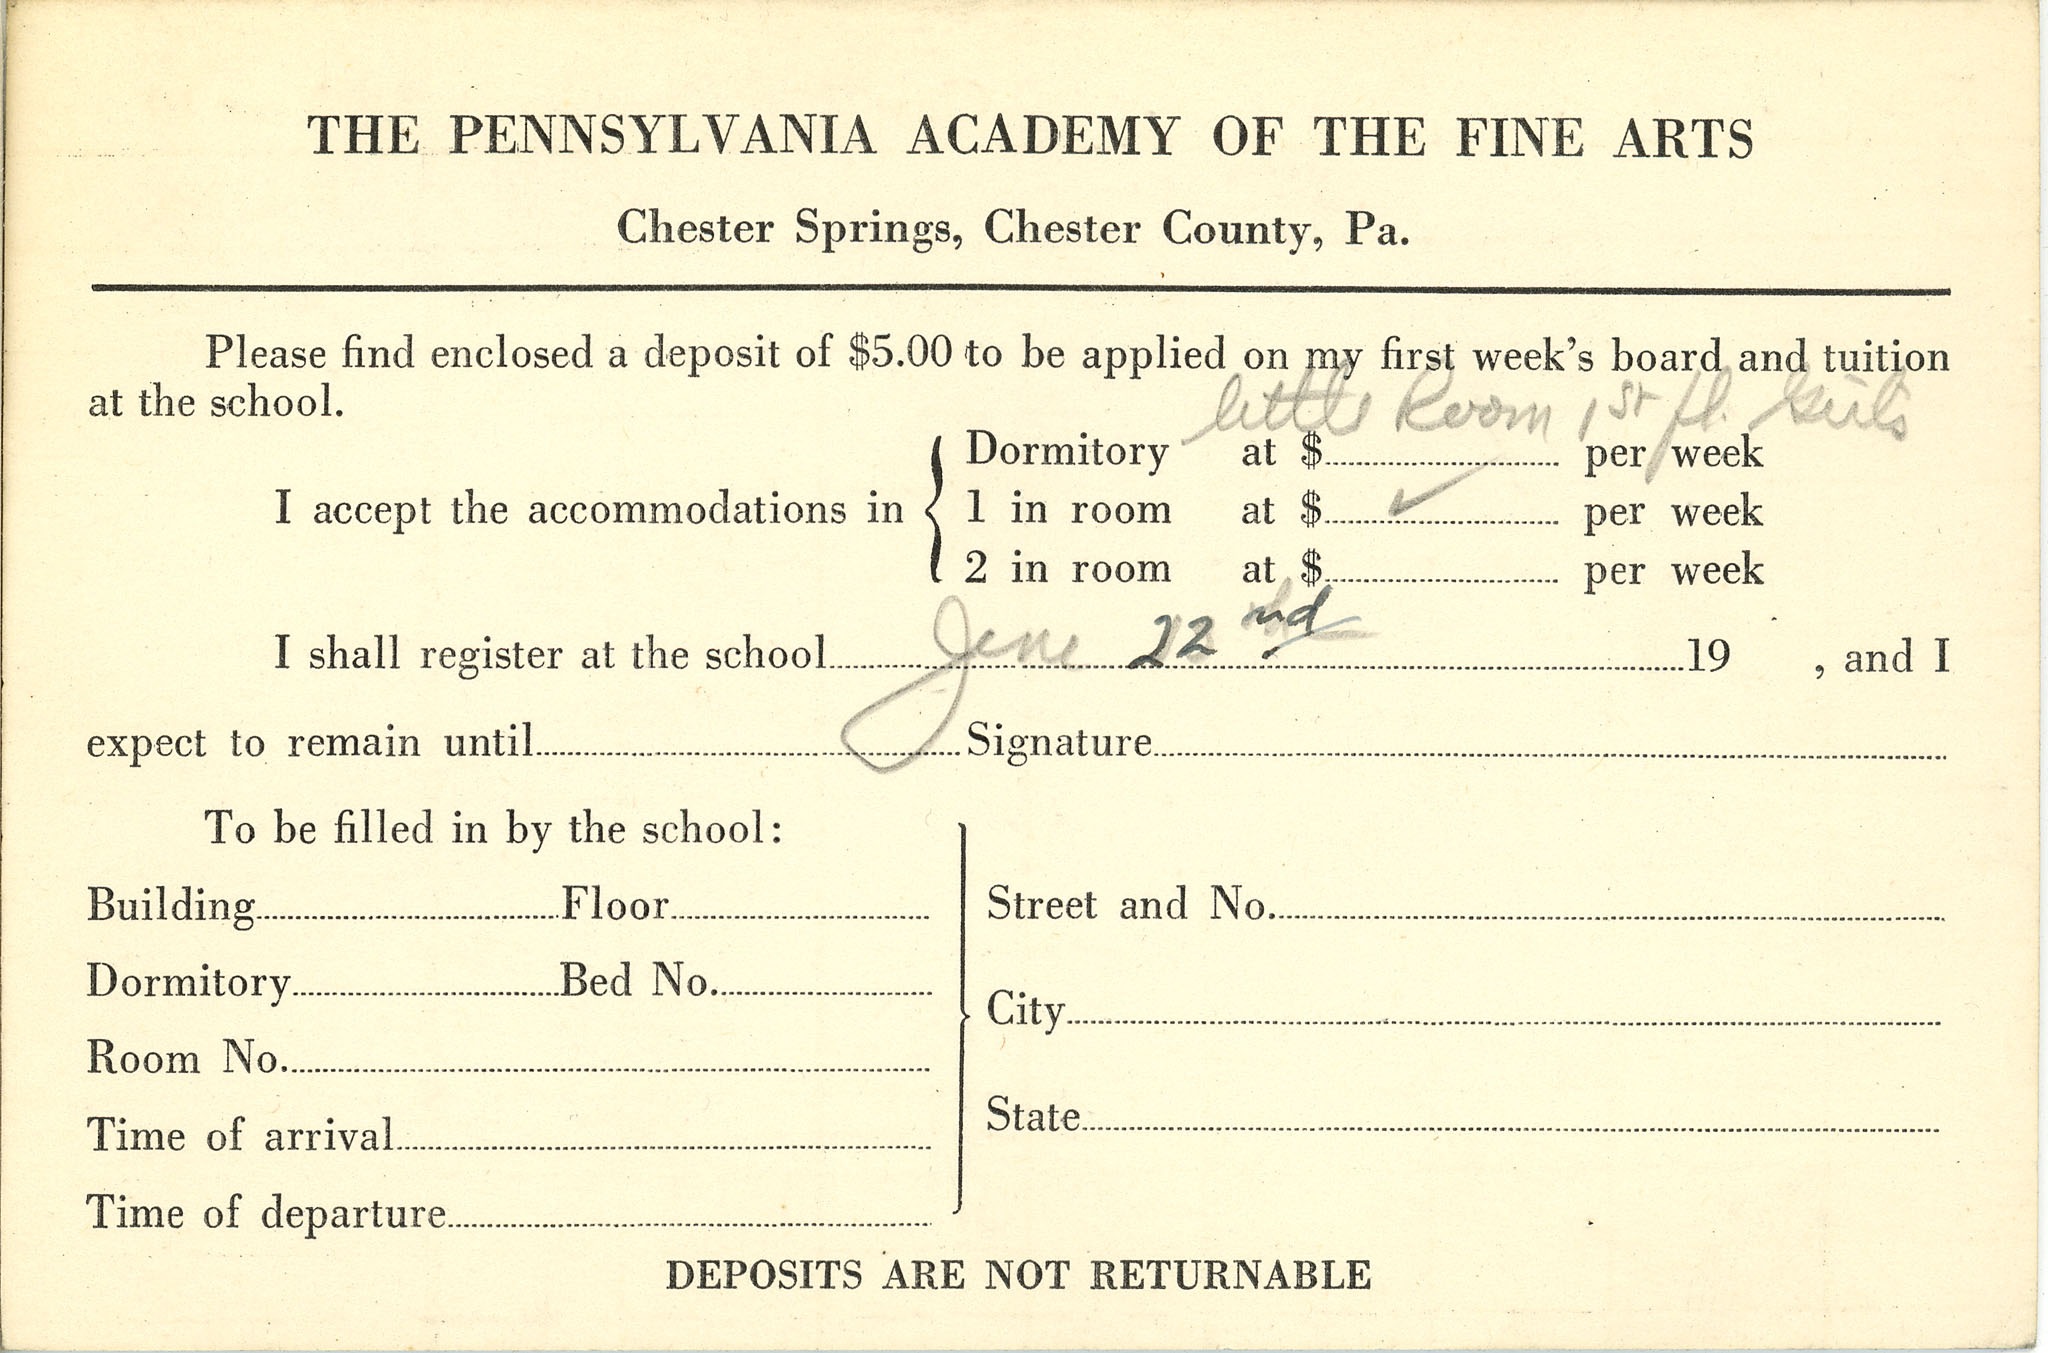 THE PENNSYLVANIA ACADEMY OF THE FINE ARTS
Chester Springs, Chester County, Pa.
Please find enclosed a deposit of $5.00 to be applied on my first week's board and tuition
at the school.
little Room 1st fl. Girls
Dormitory at $ per week
I accept the accommodations in
1 in room at $ ✓ per week
2 in room at $ per week
I shall register at the school June 22nd 19 , and I
expect to remain until Signature
To be filled in by the school:
Building Floor
Street and No.
Dormitory Bed No.
City
Room No.
Time of arrival
State
Time of departure
DEPOSITS ARE NOT RETURNABLE